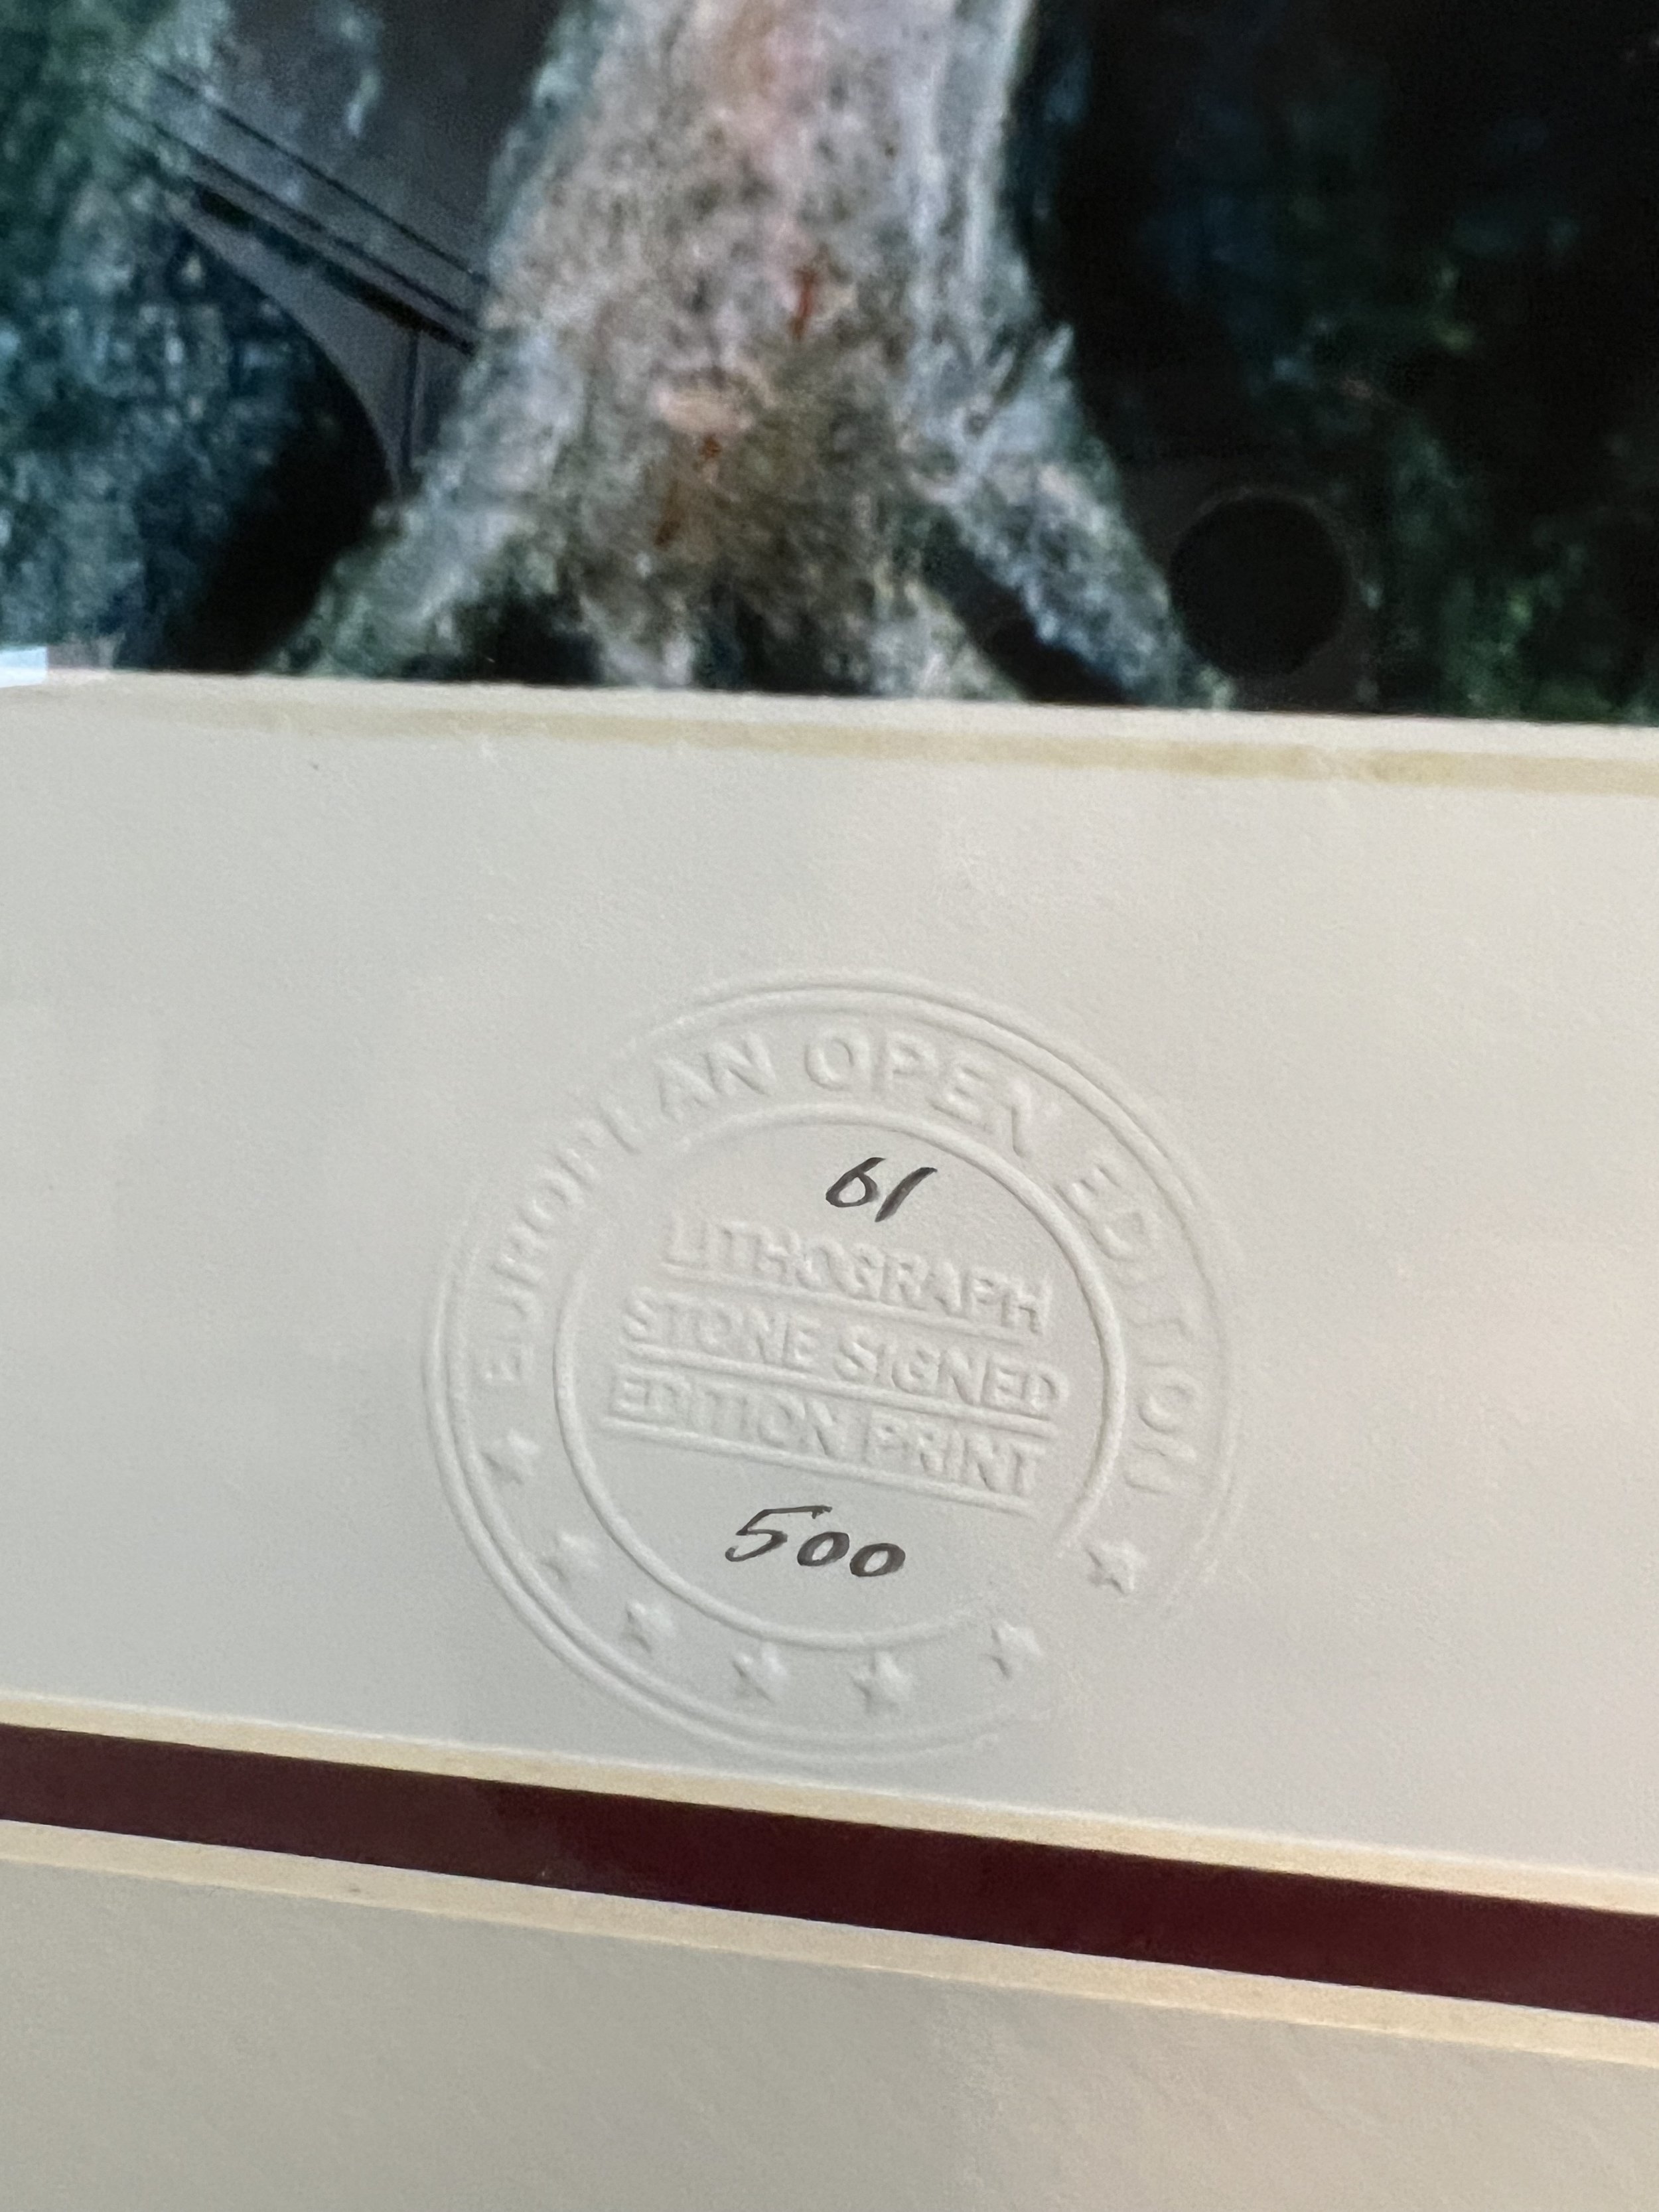 EUROPEAN OPEN EDITION
61
LITHOGRAPH
STONE SIGNED
EDITION PRINT
500